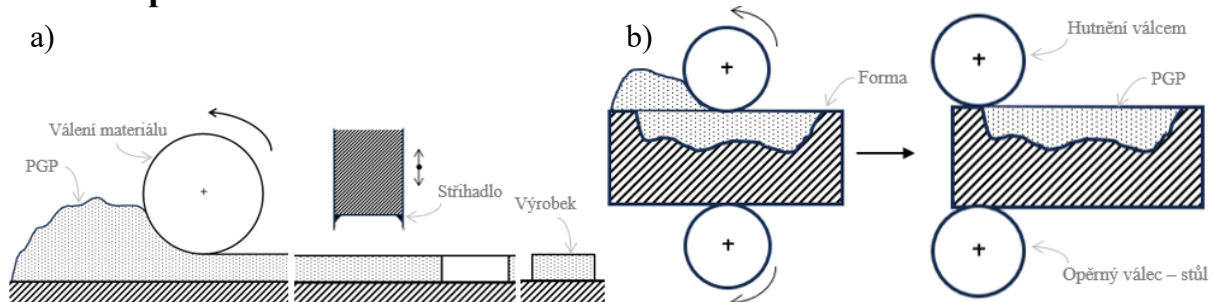 a)
Válení materiálu
PGP
Střihadlo
Výrobek
b)
Forma
Hutnění válcem
PGP
Opěrný válec – stůl